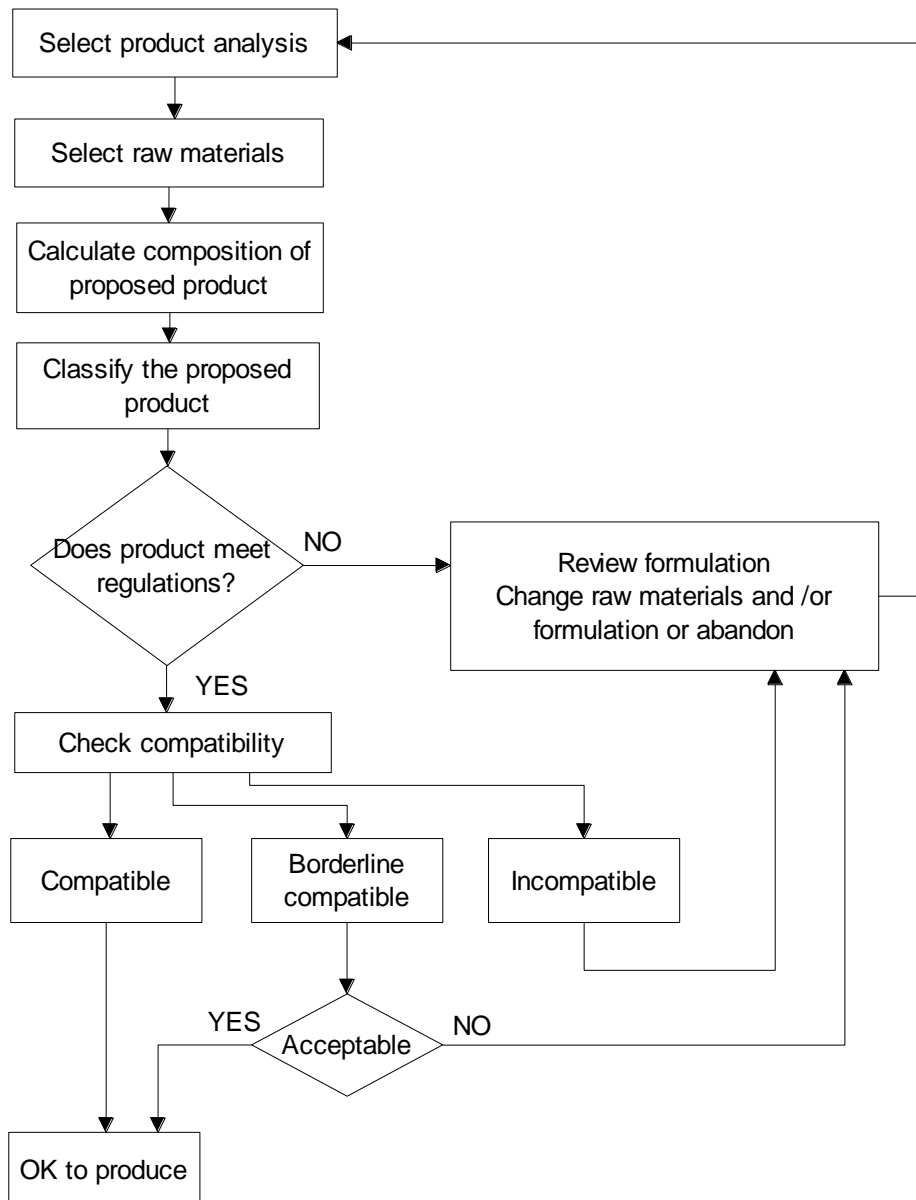 Select product analysis
Select raw materials
Calculate composition of
proposed product
Classify the proposed
product
Does product meet
regulations?
NO
Review formulation
Change raw materials and /or
formulation or abandon
YES
Check compatibility
Compatible
Borderline
compatible
Incompatible
YES
Acceptable
NO
OK to produce